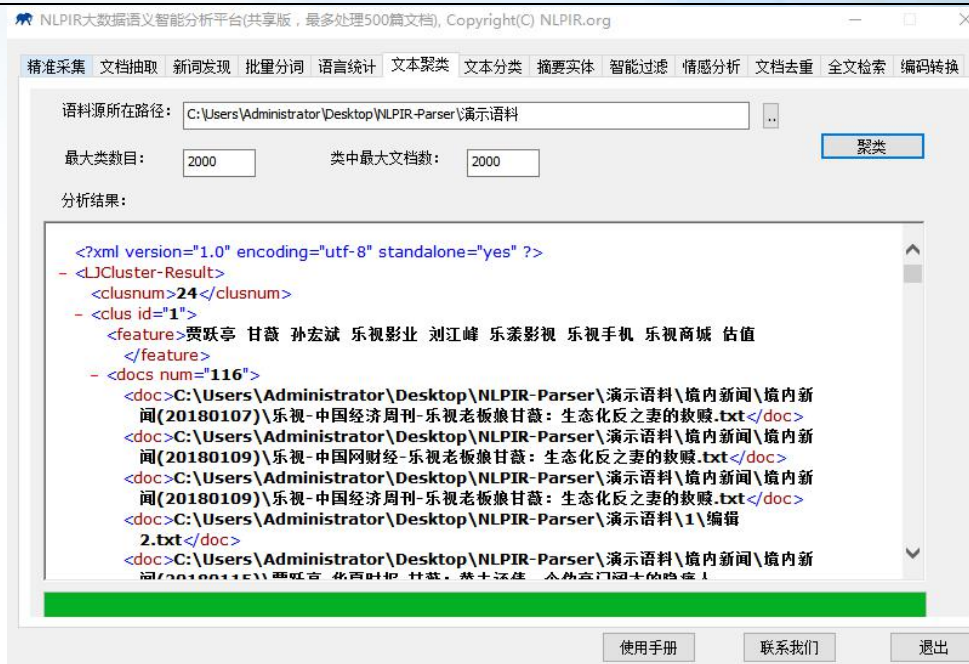 NLPIR大数据语义智能分析平台(共享版，最多处理500篇文档), Copyright(C) NLPIR.org
精准采集 文档抽取 新词发现 批量分词 语言统计 文本聚类 文本分类 摘要实体 智能过滤 情感分析 文档去重 全文检索 编码转换
语料源所在路径： C:\Users\Administrator\Desktop\NLPIR-Parser\演示语料 ..
最大类数目： 2000 类中最大文档数： 2000 聚类
分析结果：
<?xml version="1.0" encoding="utf-8" standalone="yes" ?>
- <LJCluster-Result>
<clusnum>24</clusnum>
- <clus id="1">
<feature>贾跃亭 甘薇 孙宏斌 乐视影业 刘江峰 乐漾影视 乐视手机 乐视商城 估值
</feature>
- <docs num="116">
<doc>C:\Users\Administrator\Desktop\NLPIR-Parser\演示语料\境内新闻\境内新
闻(20180107)\乐视-中国经济周刊-乐视老板娘甘薇：生态化反之妻的救赎.txt</doc>
<doc>C:\Users\Administrator\Desktop\NLPIR-Parser\演示语料\境内新闻\境内新
闻(20180109)\乐视-中国网财经-乐视老板娘甘薇：生态化反之妻的救赎.txt</doc>
<doc>C:\Users\Administrator\Desktop\NLPIR-Parser\演示语料\境内新闻\境内新
闻(20180109)\乐视-中国经济周刊-乐视老板娘甘薇：生态化反之妻的救赎.txt</doc>
<doc>C:\Users\Administrator\Desktop\NLPIR-Parser\演示语料\1\编辑
2.txt</doc>
<doc>C:\Users\Administrator\Desktop\NLPIR-Parser\演示语料\境内新闻\境内新
使用手册 联系我们 退出